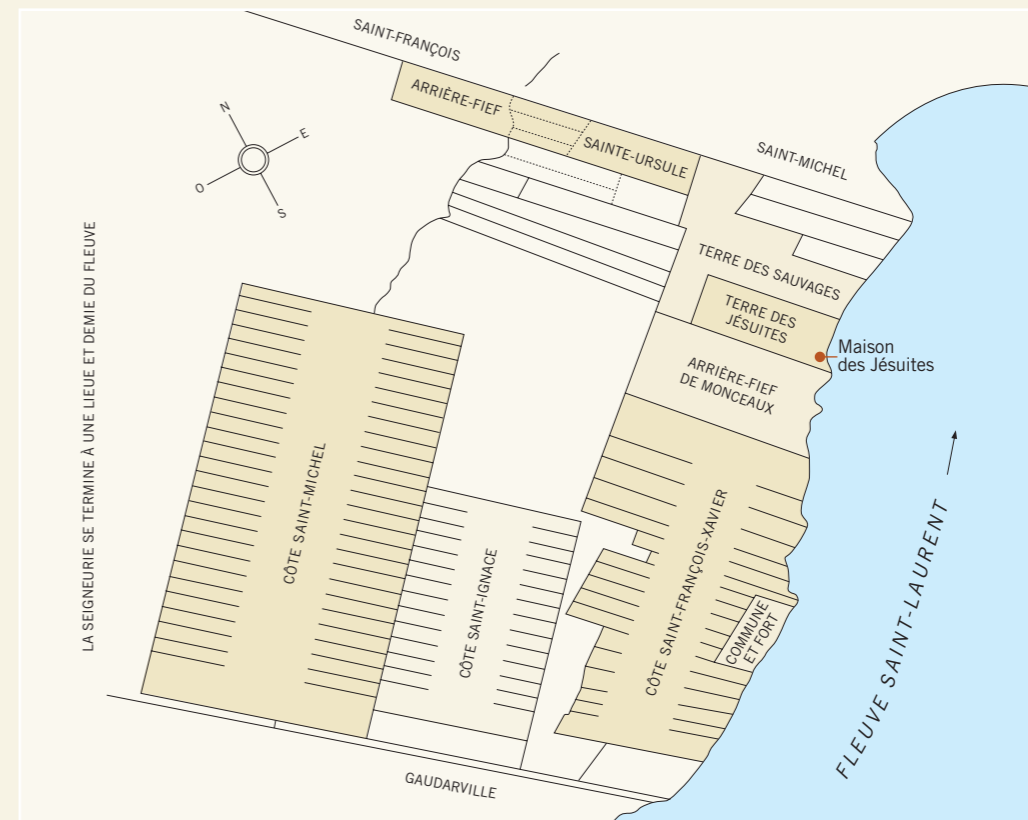 SAINT-FRANÇOIS
ARRIÈRE-FIEF
SAINTE-URSULE
SAINT-MICHEL
N
E
O
S
LA SEIGNEURIE SE TERMINE À UNE LIEUE ET DEMIE DU FLEUVE
TERRE DES SAUVAGES
TERRE DES
JÉSUITES
Maison
des Jésuites
ARRIÈRE-FIEF
DE MONCEAUX
CÔTE SAINT-MICHEL
CÔTE SAINT-IGNACE
CÔTE SAINT-FRANÇOIS-XAVIER
COMMUNE
ET FORT
FLEUVE SAINT-LAURENT
GAUDARVILLE